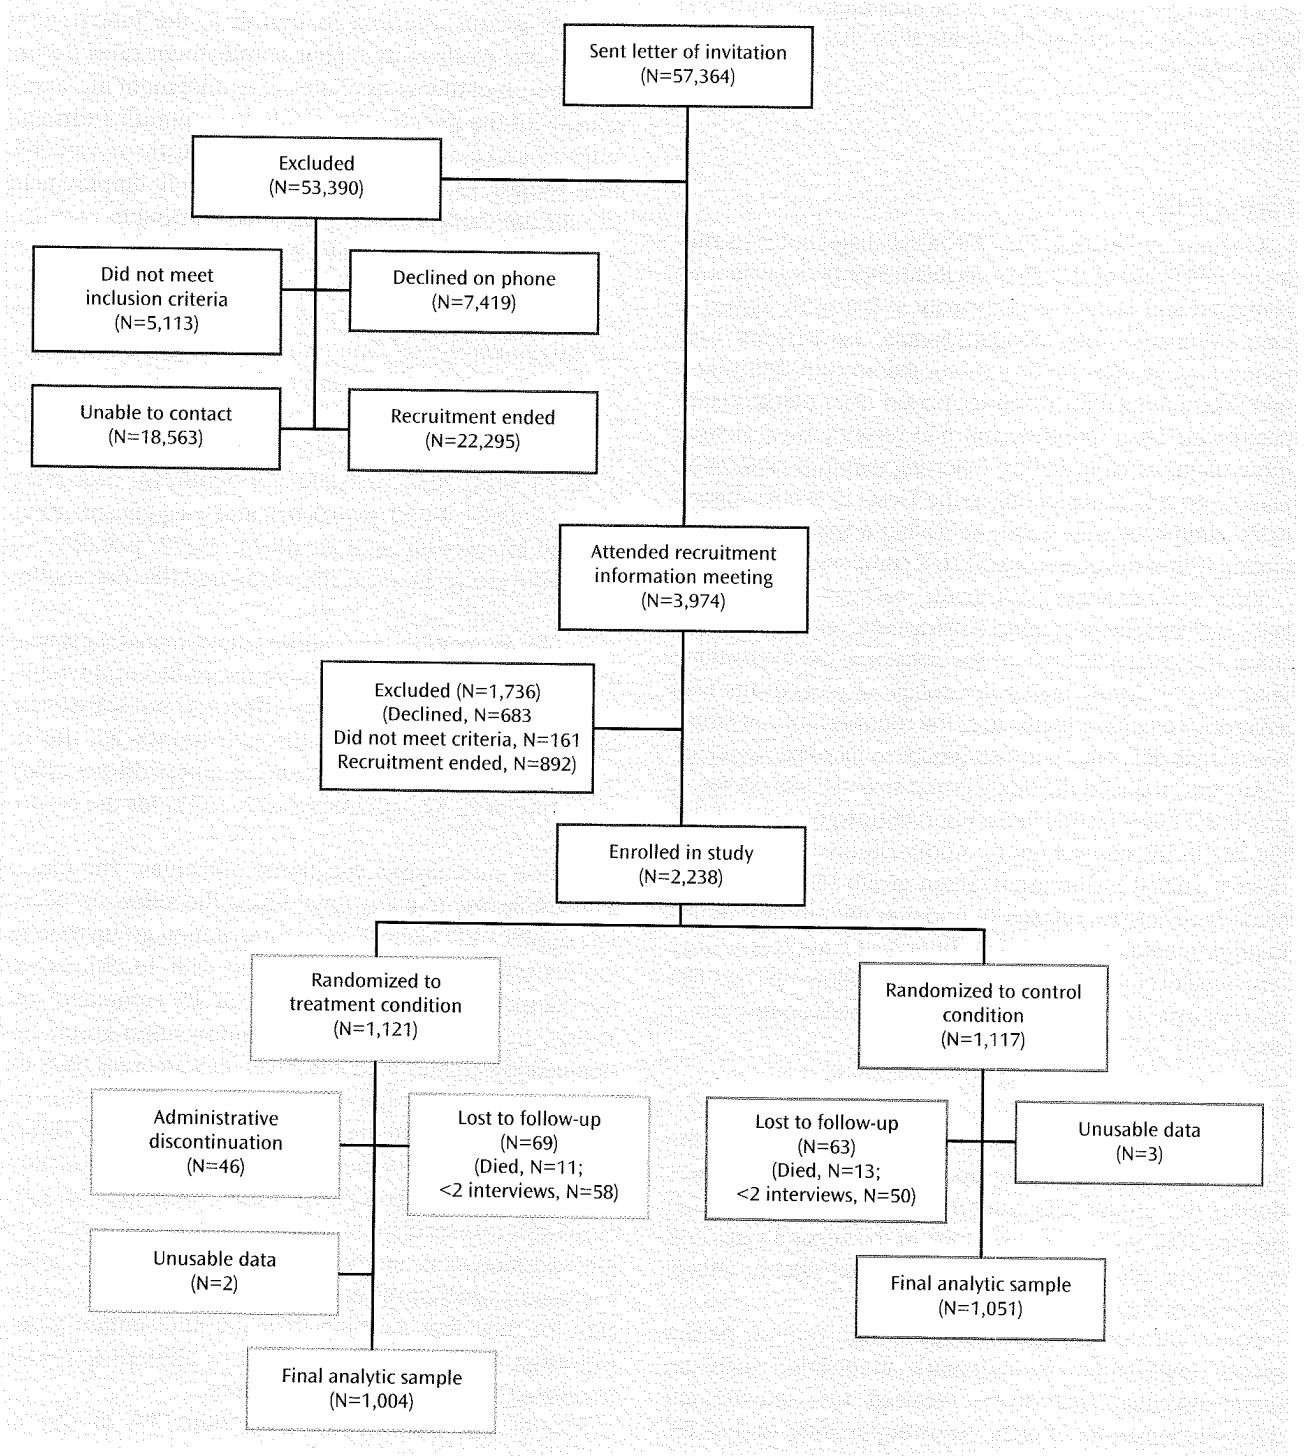 Sent letter of invitation
(N=57,364)
Excluded
(N=53,390)
Did not meet
inclusion criteria
(N=5,113)
Declined on phone
(N=7,419)
Unable to contact
(N=18,563)
Recruitment ended
(N=22,295)
Attended recruitment
information meeting
(N=3,974)
Excluded (N=1,736)
(Declined, N=683
Did not meet criteria, N=161
Recruitment ended, N=892)
Enrolled in study
(N=2,238)
Randomized to
treatment condition
(N=1,121)
Randomized to control
condition
(N=1,117)
Administrative
discontinuation
(N=46)
Lost to follow-up
(N=69)
(Died, N=11;
<2 interviews, N=58)
Lost to follow-up
(N=63)
(Died, N=13;
<2 interviews, N=50)
Unusable data
(N=3)
Unusable data
(N=2)
Final analytic sample
(N=1,051)
Final analytic sample
(N=1,004)